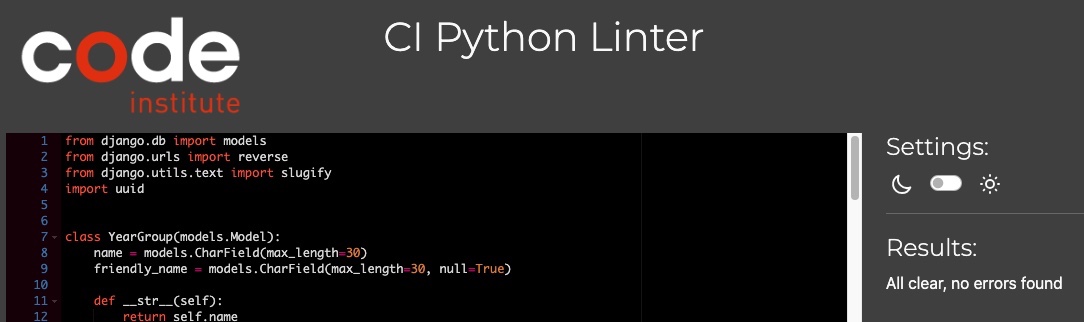 code
institute
CI Python Linter
1 from django.db import models
2 from django.urls import reverse
3 from django.utils.text import slugify
4 import uuid
5
6
7 class YearGroup(models.Model):
8     name = models.CharField(max_length=30)
9     friendly_name = models.CharField(max_length=30, null=True)
10
11     def __str__(self):
12         return self.name
Settings:
Results:
All clear, no errors found